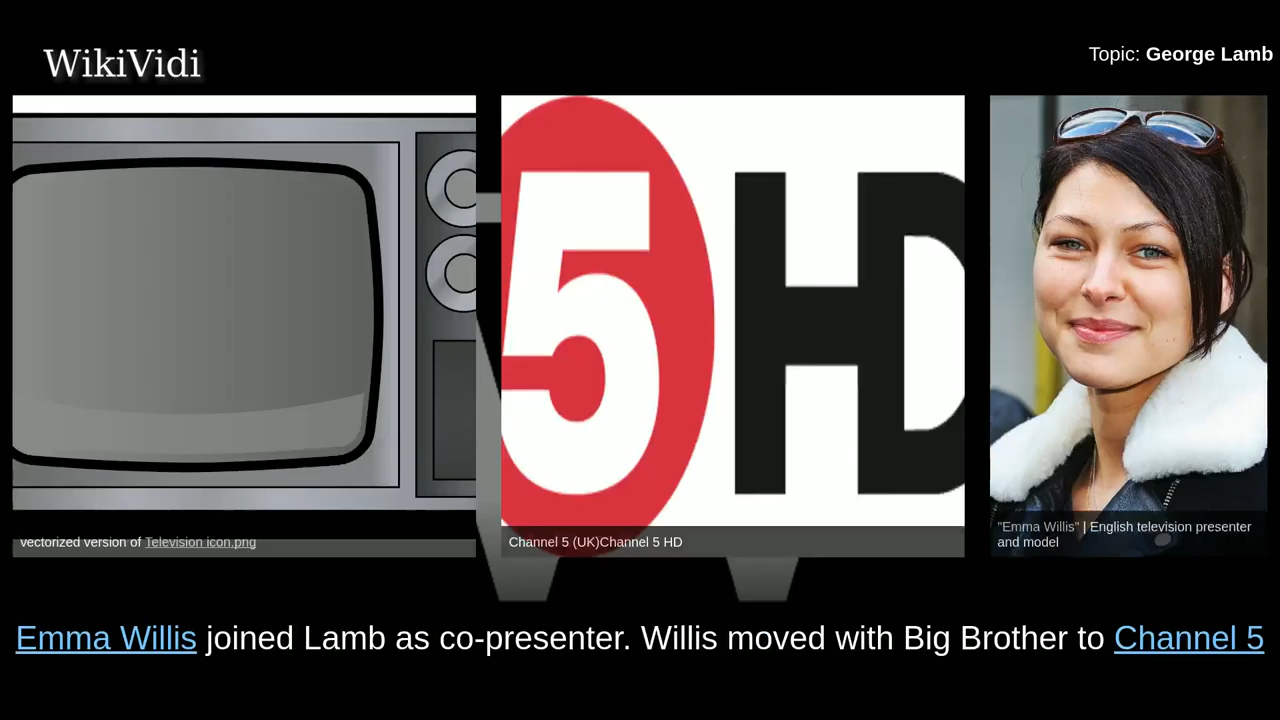 WikiVidi
Topic: George Lamb
5 HD
vectorized version of Television icon.png
Channel 5 (UK)Channel 5 HD
"Emma Willis" | English television presenter
and model
Emma Willis joined Lamb as co-presenter. Willis moved with Big Brother to Channel 5